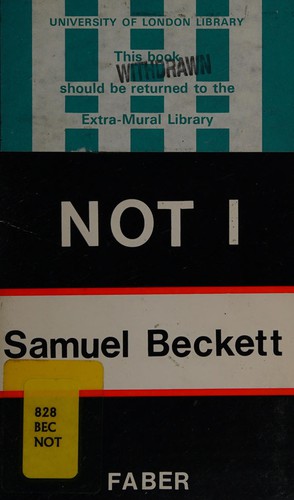 UNIVERSITY OF LONDON LIBRARY
This book
WITHDRAWN
should be returned to the
Extra-Mural Library
NOT I
Samuel Beckett
828
BEC
NOT
FABER